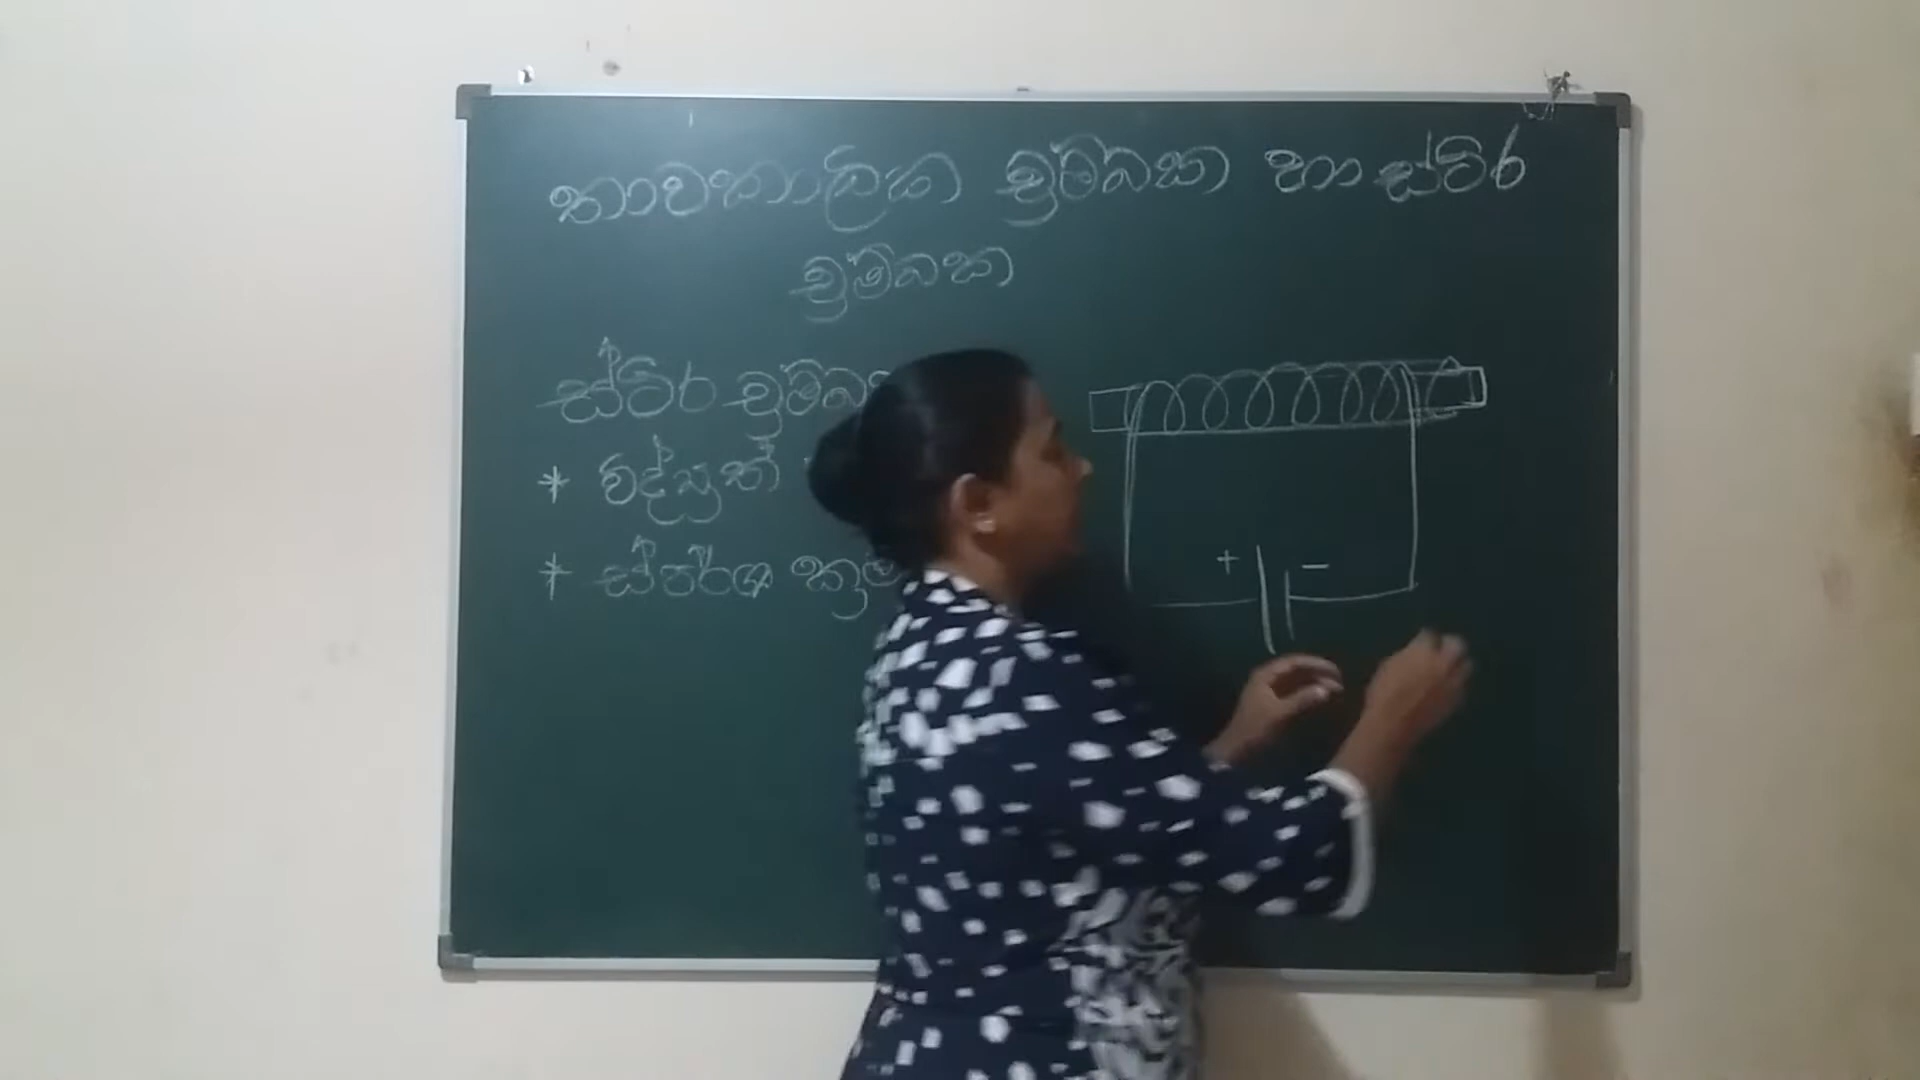 තාවකාලික චුම්බක හා ස්ථිර
චුම්බක
ස්ථිර චුම්බ
* විද්යුත්
* ස්පර්ශ ක්‍ර
+ −